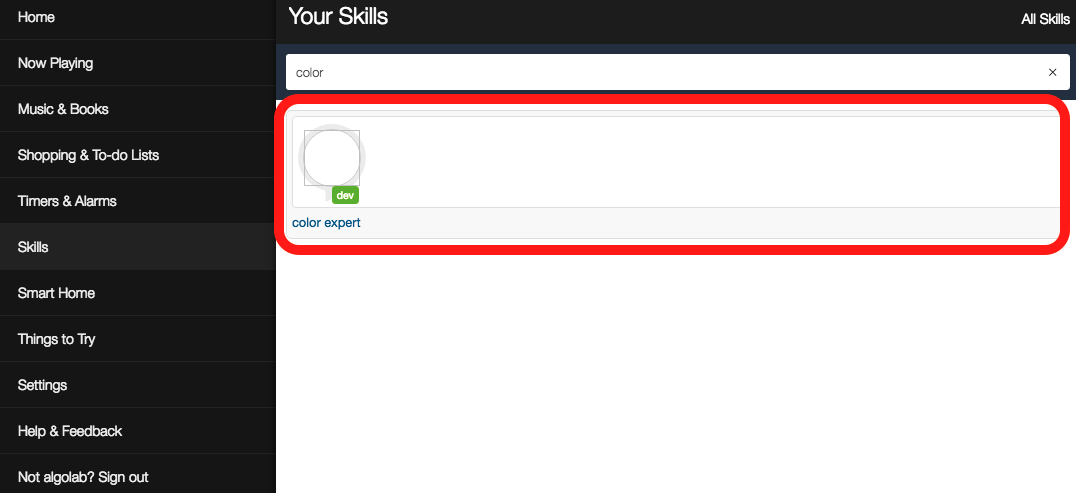 Home
Now Playing
Music & Books
Shopping & To-do Lists
Timers & Alarms
Skills
Smart Home
Things to Try
Settings
Help & Feedback
Not algolab? Sign out
Your Skills
All Skills
color
×
dev
color expert